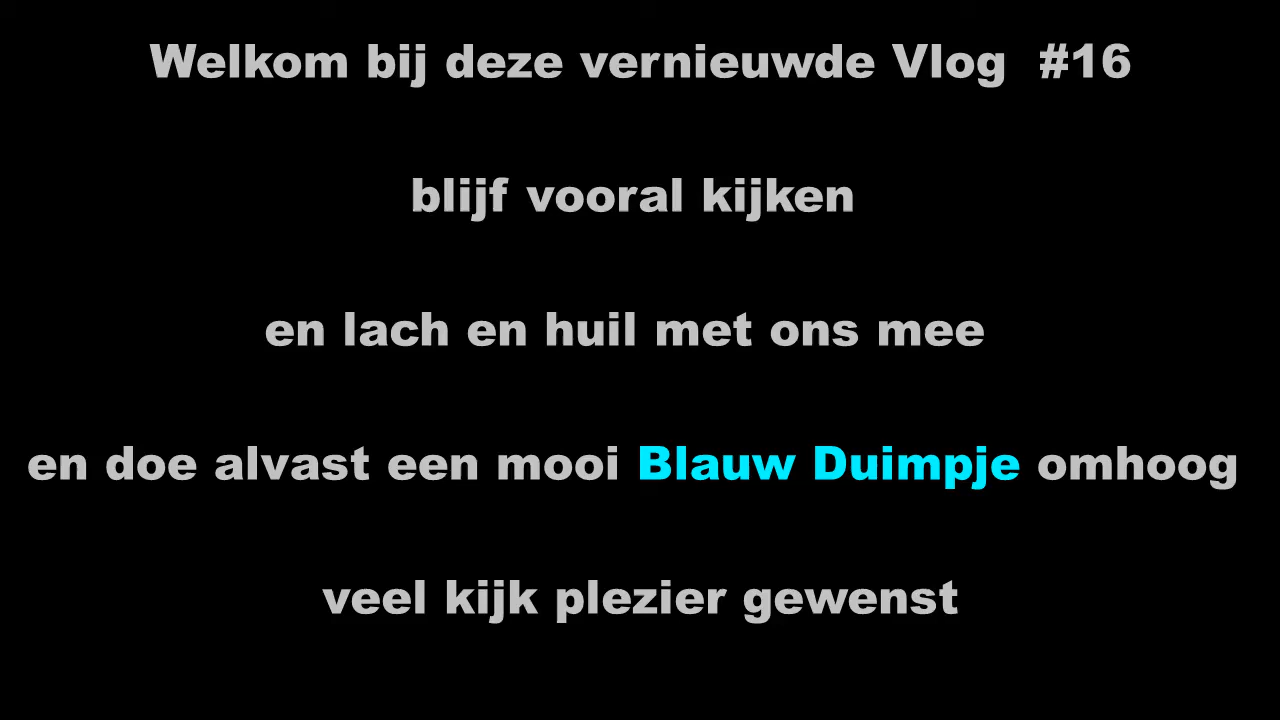 Welkom bij deze vernieuwde Vlog #16
blijf vooral kijken
en lach en huil met ons mee
en doe alvast een mooi Blauw Duimpje omhoog
veel kijk plezier gewenst